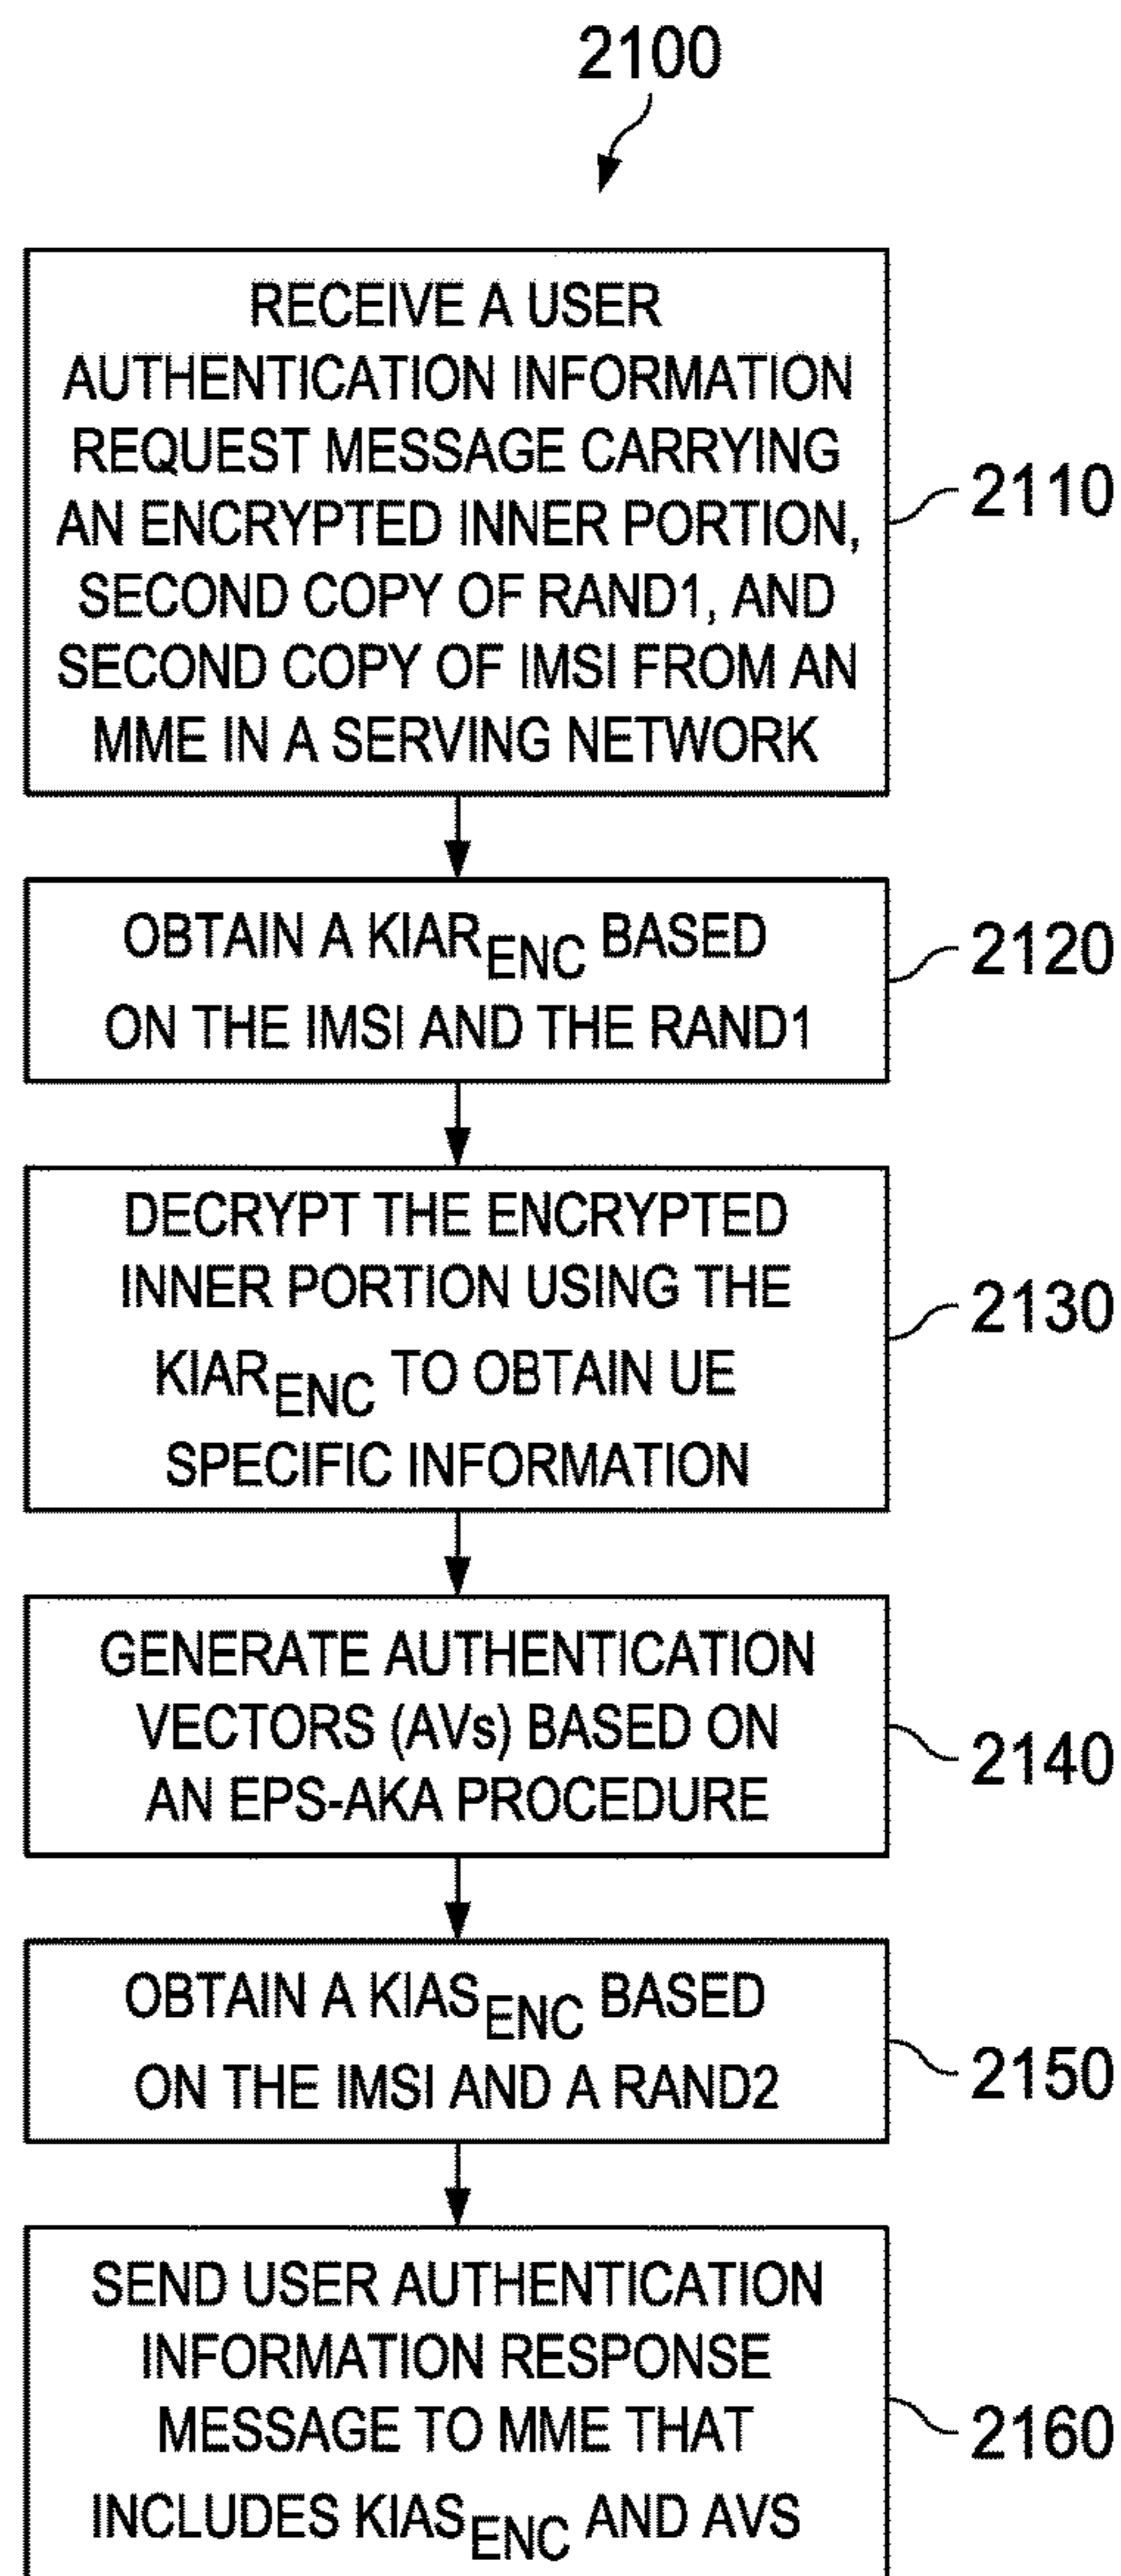 2100
RECEIVE A USER
AUTHENTICATION INFORMATION
REQUEST MESSAGE CARRYING
AN ENCRYPTED INNER PORTION,
SECOND COPY OF RAND1, AND
SECOND COPY OF IMSI FROM AN
MME IN A SERVING NETWORK
2110
OBTAIN A KIAR_ENC BASED
ON THE IMSI AND THE RAND1
2120
DECRYPT THE ENCRYPTED
INNER PORTION USING THE
KIAR_ENC TO OBTAIN UE
SPECIFIC INFORMATION
2130
GENERATE AUTHENTICATION
VECTORS (AVs) BASED ON
AN EPS-AKA PROCEDURE
2140
OBTAIN A KIAS_ENC BASED
ON THE IMSI AND A RAND2
2150
SEND USER AUTHENTICATION
INFORMATION RESPONSE
MESSAGE TO MME THAT
INCLUDES KIAS_ENC AND AVS
2160